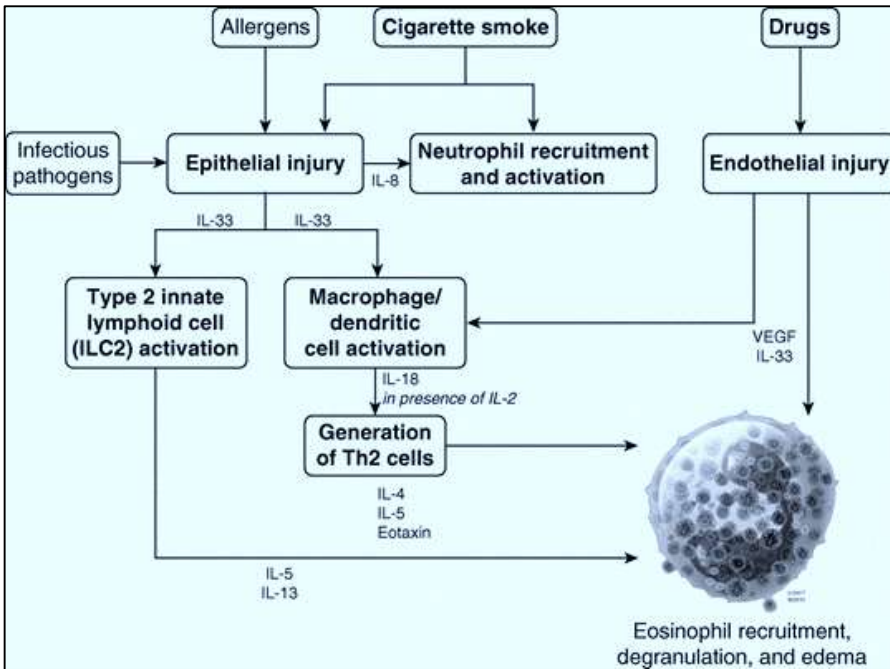 Allergens
Cigarette smoke
Drugs
Infectious
pathogens
Epithelial injury
IL-8
Neutrophil recruitment
and activation
Endothelial injury
IL-33
IL-33
Type 2 innate
lymphoid cell
(ILC2) activation
Macrophage/
dendritic
cell activation
VEGF
IL-33
IL-18
in presence of IL-2
Generation
of Th2 cells
IL-4
IL-5
Eotaxin
IL-5
IL-13
Eosinophil recruitment,
degranulation, and edema